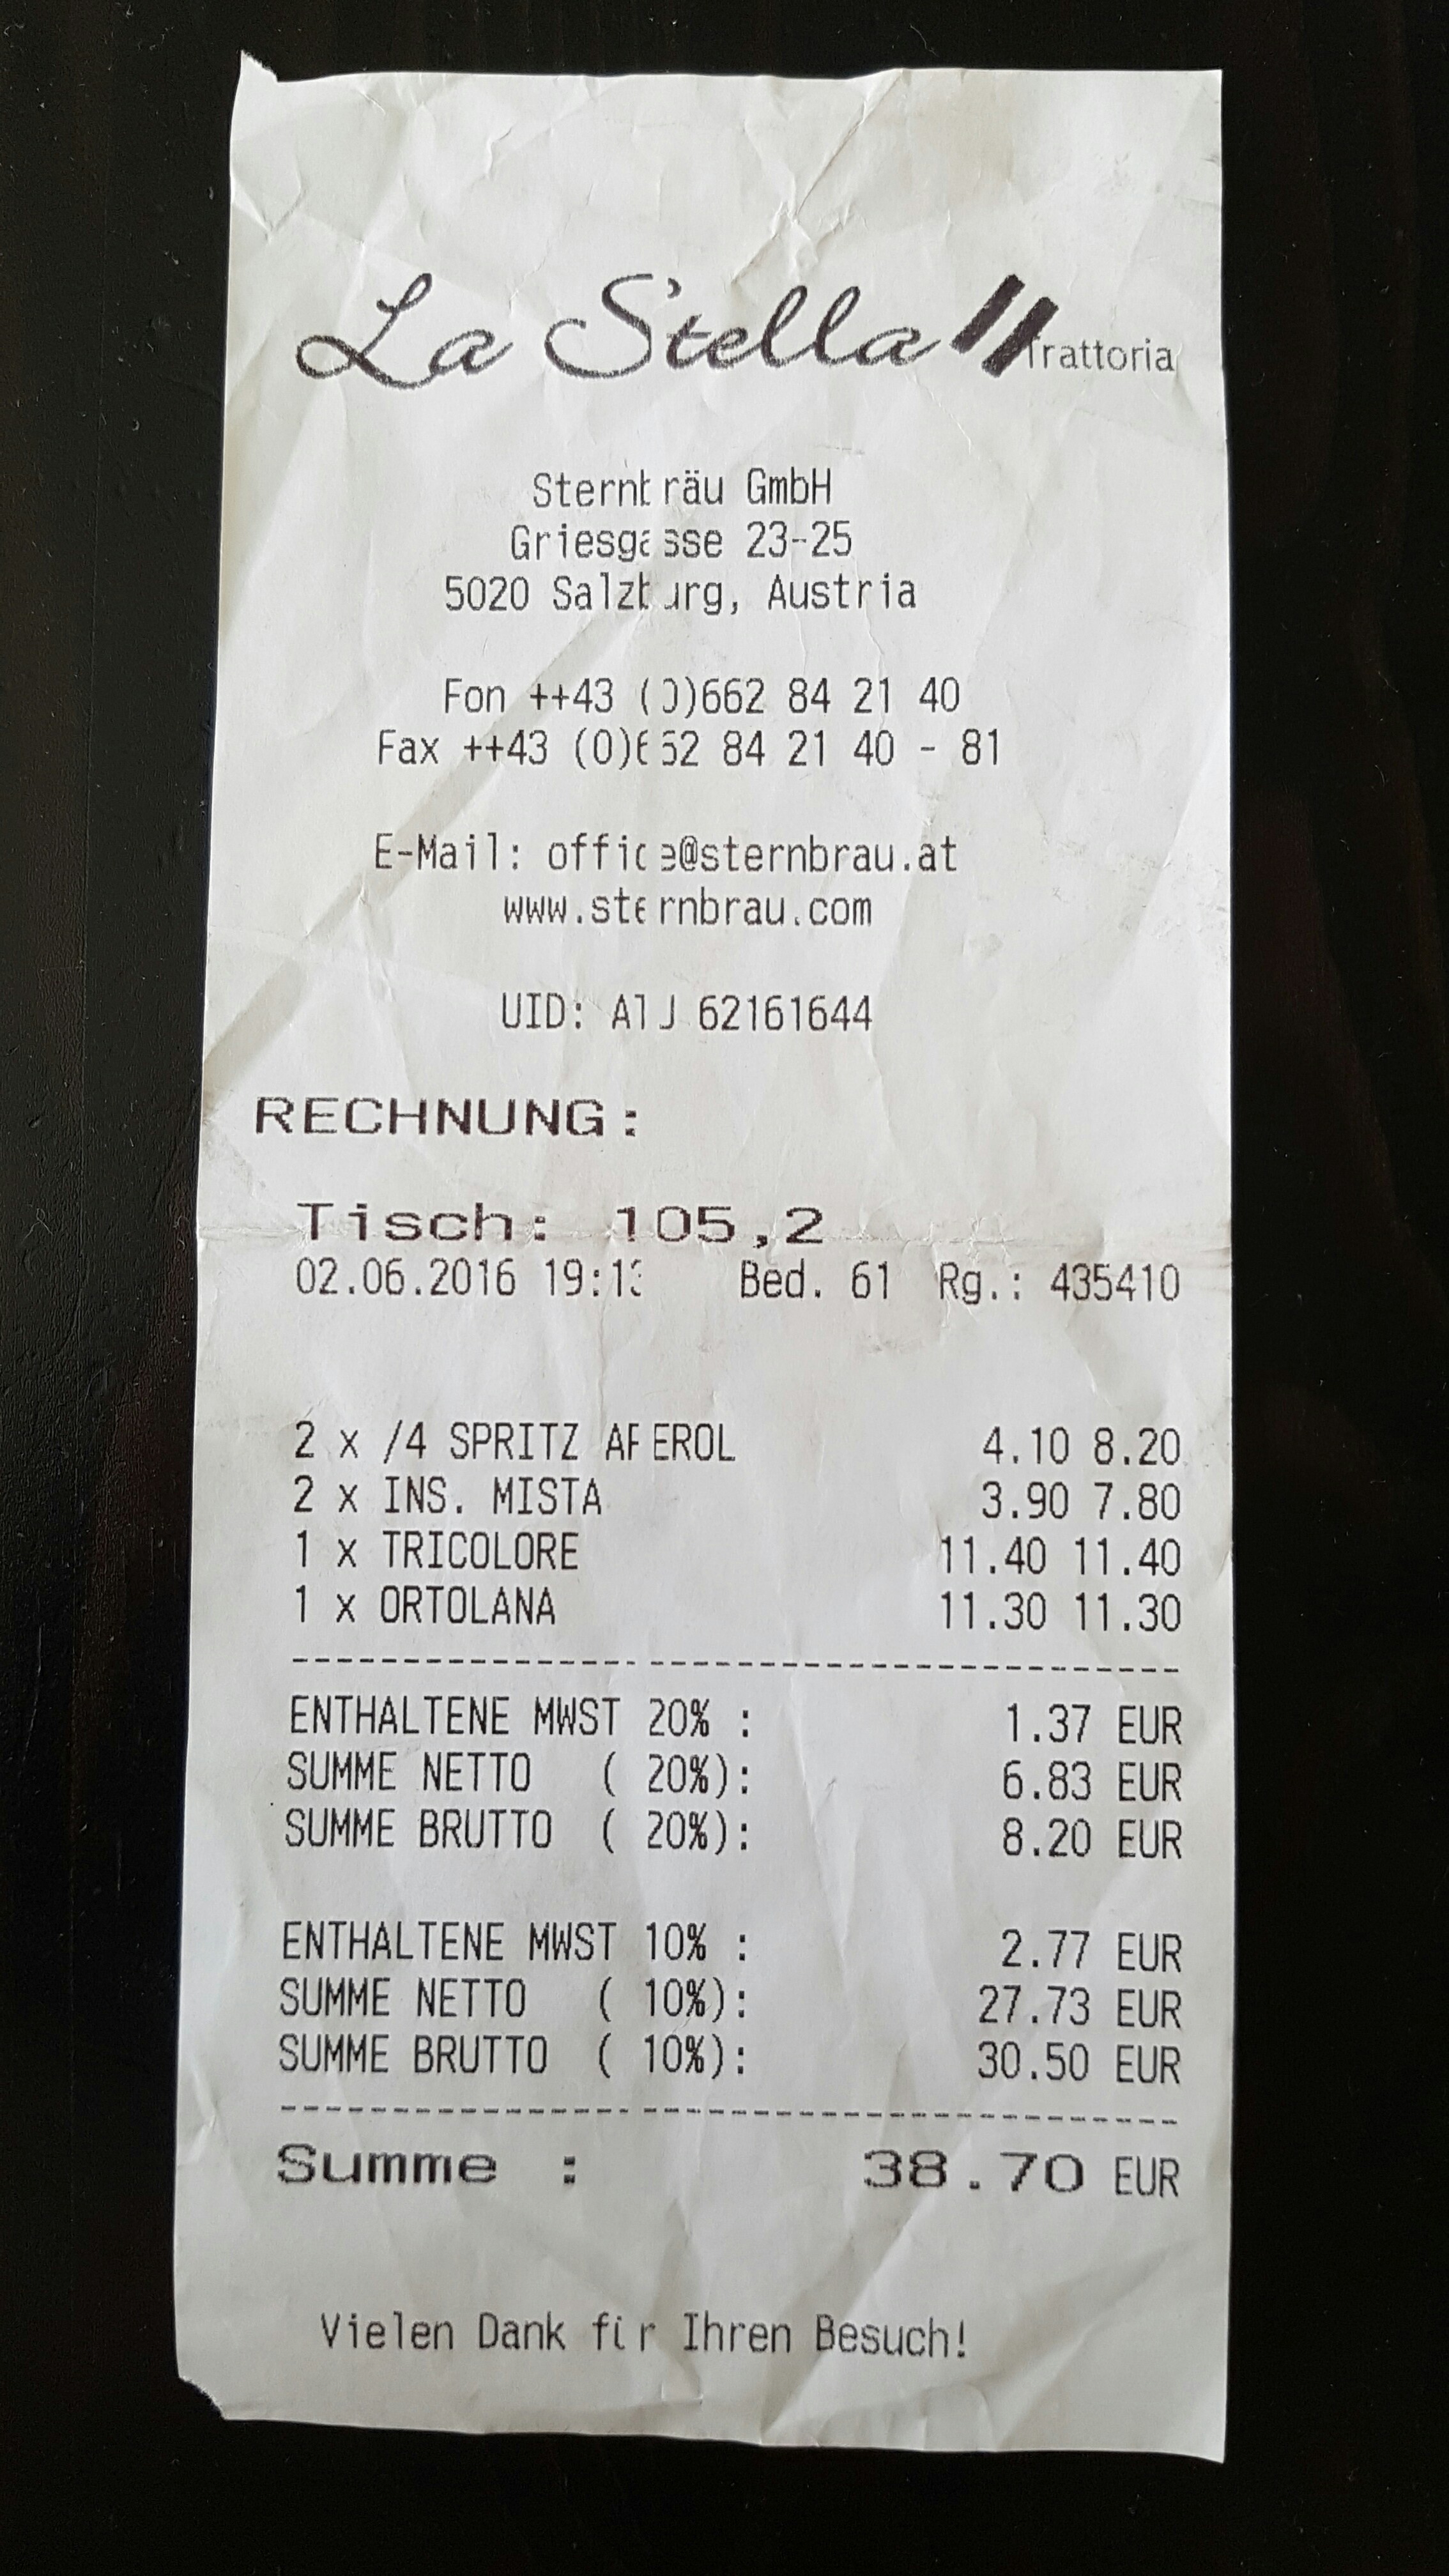 La Stella Trattoria
Sternbräu GmbH
Griesgasse 23-25
5020 Salzburg, Austria
Fon ++43 (0)662 84 21 40
Fax ++43 (0)662 84 21 40 - 81
E-Mail: office@sternbrau.at
www.sternbrau.com
UID: ATU 62161644
RECHNUNG:
Tisch: 105,2
02.06.2016 Bed. 61 Rg.: 435410
2 x /4 SPRITZ APEROL 4.10 8.20
2 x INS. MISTA 3.90 7.80
1 x TRICOLORE 11.40 11.40
1 x ORTOLANA 11.30 11.30
ENTHALTENE MWST 20% : 1.37 EUR
SUMME NETTO ( 20%): 6.83 EUR
SUMME BRUTTO ( 20%): 8.20 EUR
ENTHALTENE MWST 10% : 2.77 EUR
SUMME NETTO ( 10%): 27.73 EUR
SUMME BRUTTO ( 10%): 30.50 EUR
Summe : 38.70 EUR
Vielen Dank für Ihren Besuch!